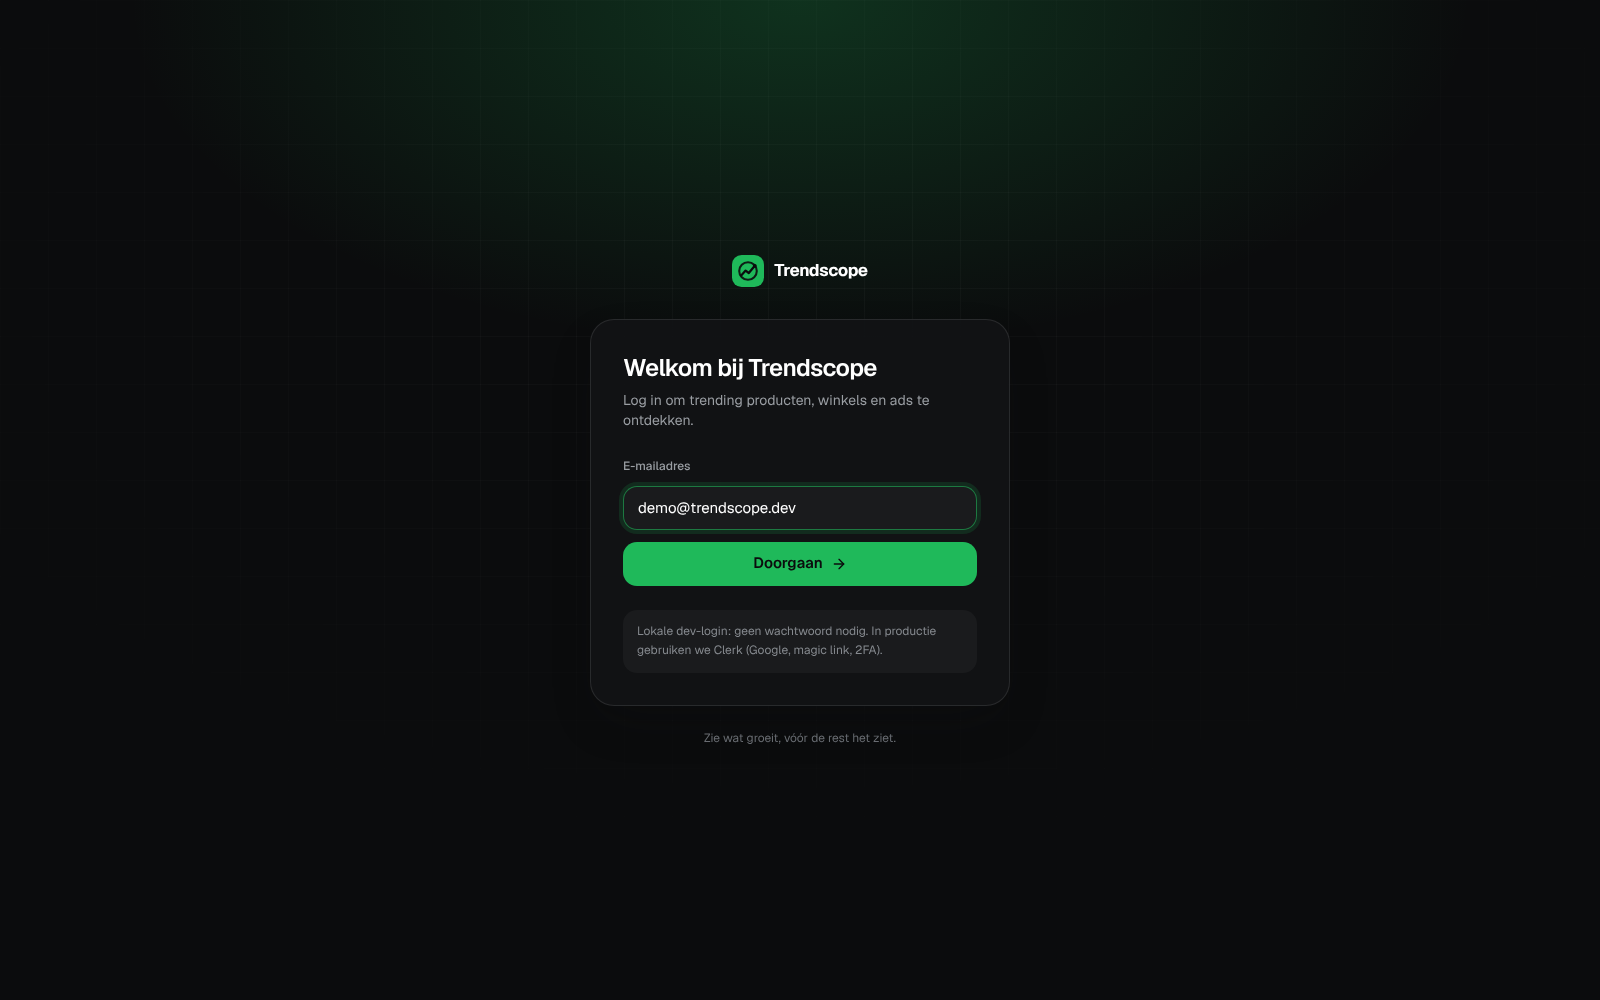 Trendscope
Welkom bij Trendscope
Log in om trending producten, winkels en ads te
ontdekken.
E-mailadres
demo@trendscope.dev
Doorgaan →
Lokale dev-login: geen wachtwoord nodig. In productie
gebruiken we Clerk (Google, magic link, 2FA).
Zie wat groeit, vóór de rest het ziet.